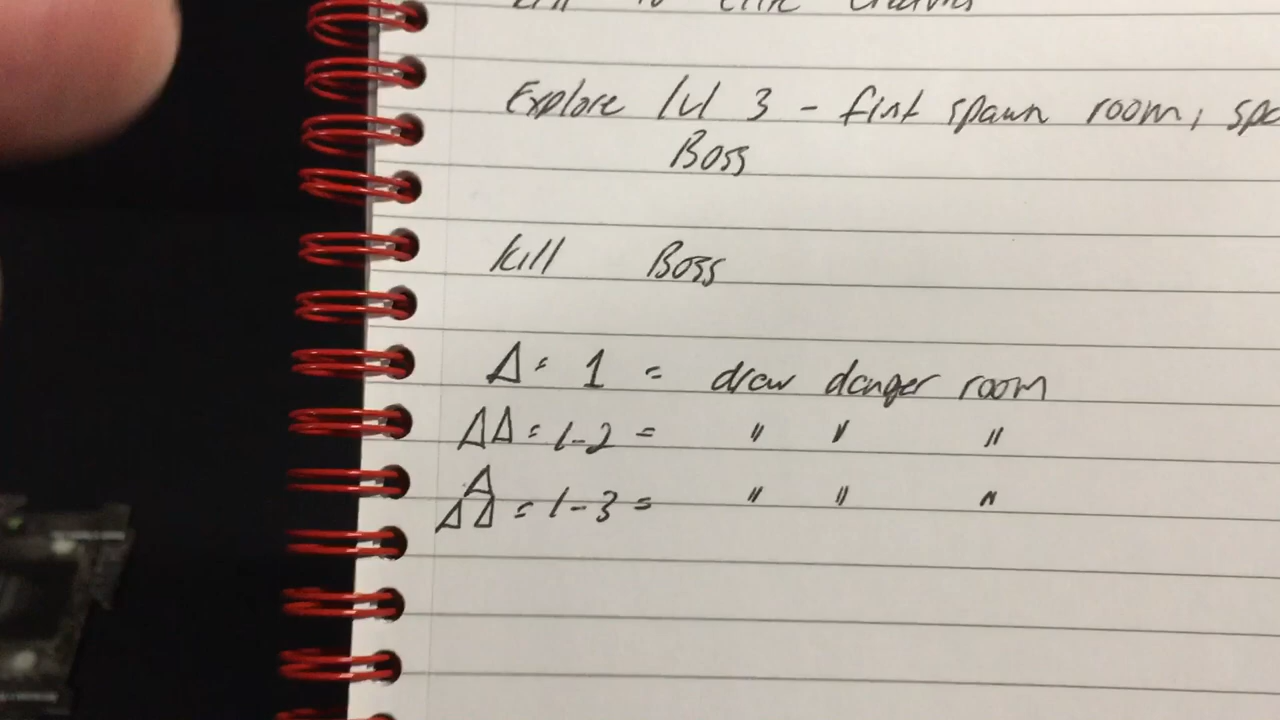 Explore lvl 3 - first spawn room,
Boss
kill Boss
Δ = 1 = draw danger room
ΔΔ = 1-2 = " " "
Δ
ΔΔ = 1-3 = " " "